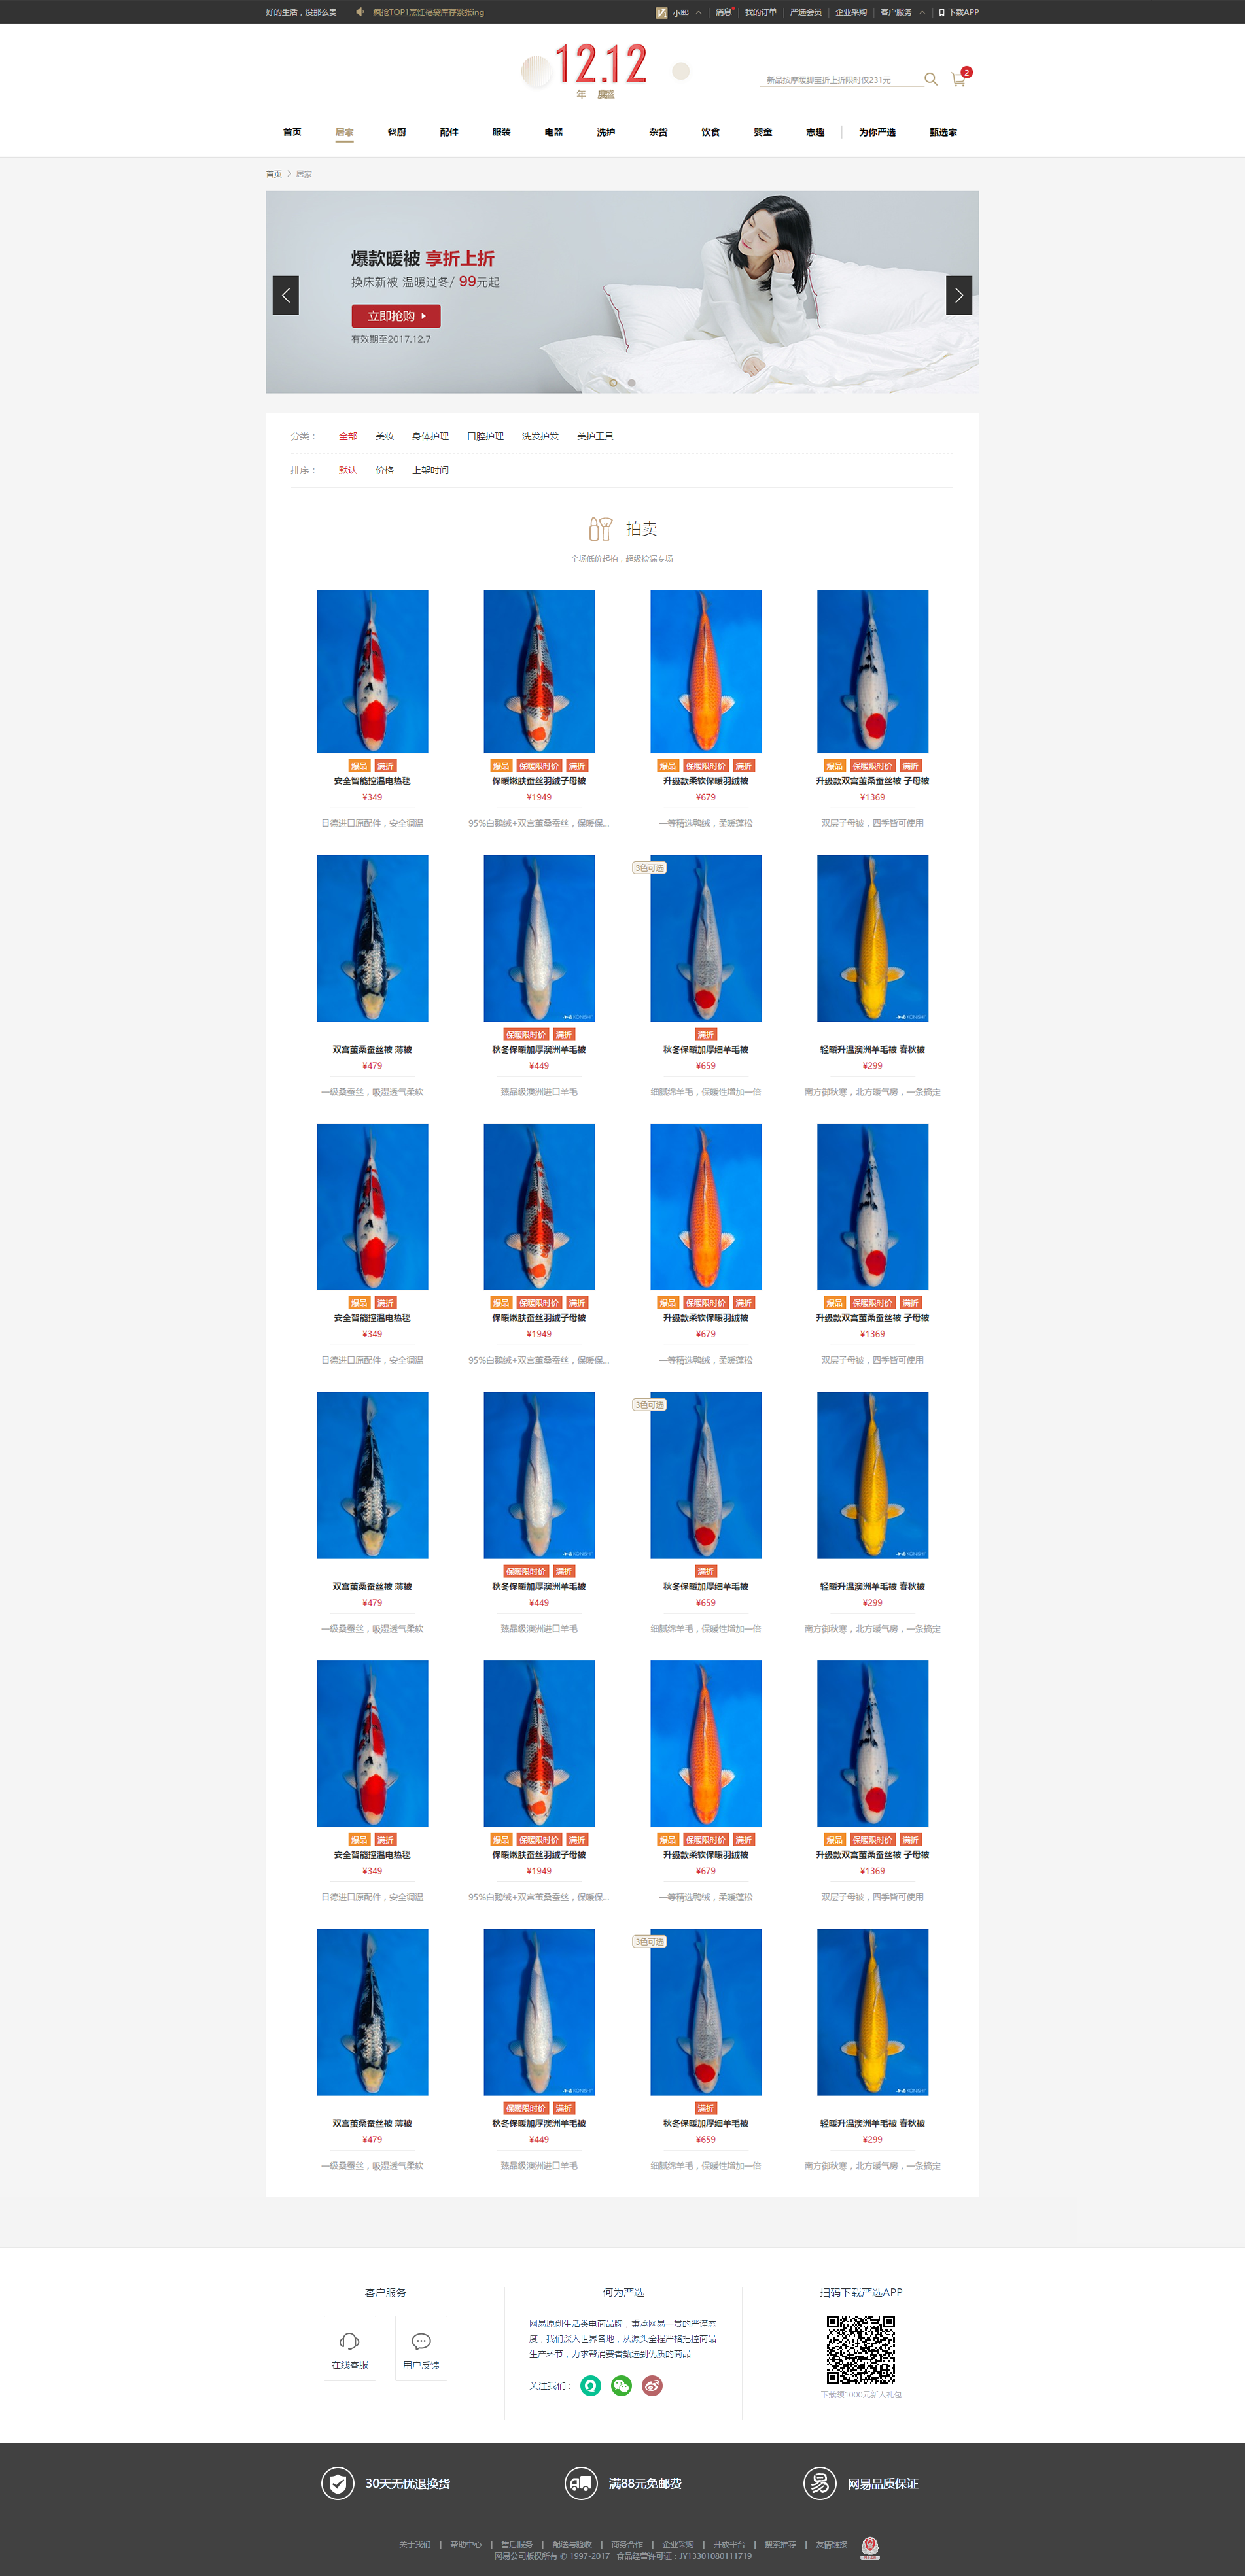 好的生活，没那么贵 疯抢TOP1烹饪福袋库存紧张ing 小熊 消息 我的订单 严选会员 企业采购 客户服务 下载APP
12.12
新品按摩暖脚宝折上折限时仅231元 2
首页 居家 餐厨 配件 服装 电器 洗护 杂货 饮食 婴童 志趣 为你严选 甄选家
首页 > 居家
爆款暖被 享折上折
换床新被 温暖过冬/ 99元起
立即抢购
有效期至2017.12.7
分类： 全部 美妆 身体护理 口腔护理 洗发护发 美护工具
排序： 默认 价格 上架时间
拍卖
全场低价起拍，超级捡漏专场
爆品 满折 爆品 保暖限时价 满折 爆品 保暖限时价 满折 爆品 保暖限时价 满折
安全智能控温电热毯 保暖嫩肤蚕丝羽绒子母被 升级款柔软保暖羽绒被 升级款双宫茧桑蚕丝被 子母被
¥349 ¥1949 ¥679 ¥1369
日德进口原配件，安全调温 95%白鹅绒+双宫茧桑蚕丝，保暖保... 一等精选鸭绒，柔暖蓬松 双层子母被，四季皆可使用
3色可选
KONISHI KONISHI
保暖限时价 满折 满折
双宫茧桑蚕丝被 薄被 秋冬保暖加厚澳洲羊毛被 秋冬保暖加厚细羊毛被 轻暖升温澳洲羊毛被 春秋被
¥479 ¥449 ¥659 ¥299
一级桑蚕丝，吸湿透气柔软 臻品级澳洲进口羊毛 细腻绵羊毛，保暖性增加一倍 南方御秋寒，北方暖气房，一条搞定
爆品 满折 爆品 保暖限时价 满折 爆品 保暖限时价 满折 爆品 保暖限时价 满折
安全智能控温电热毯 保暖嫩肤蚕丝羽绒子母被 升级款柔软保暖羽绒被 升级款双宫茧桑蚕丝被 子母被
¥349 ¥1949 ¥679 ¥1369
日德进口原配件，安全调温 95%白鹅绒+双宫茧桑蚕丝，保暖保... 一等精选鸭绒，柔暖蓬松 双层子母被，四季皆可使用
3色可选
KONISHI KONISHI
保暖限时价 满折 满折
双宫茧桑蚕丝被 薄被 秋冬保暖加厚澳洲羊毛被 秋冬保暖加厚细羊毛被 轻暖升温澳洲羊毛被 春秋被
¥479 ¥449 ¥659 ¥299
一级桑蚕丝，吸湿透气柔软 臻品级澳洲进口羊毛 细腻绵羊毛，保暖性增加一倍 南方御秋寒，北方暖气房，一条搞定
爆品 满折 爆品 保暖限时价 满折 爆品 保暖限时价 满折 爆品 保暖限时价 满折
安全智能控温电热毯 保暖嫩肤蚕丝羽绒子母被 升级款柔软保暖羽绒被 升级款双宫茧桑蚕丝被 子母被
¥349 ¥1949 ¥679 ¥1369
日德进口原配件，安全调温 95%白鹅绒+双宫茧桑蚕丝，保暖保... 一等精选鸭绒，柔暖蓬松 双层子母被，四季皆可使用
3色可选
KONISHI KONISHI
保暖限时价 满折 满折
双宫茧桑蚕丝被 薄被 秋冬保暖加厚澳洲羊毛被 秋冬保暖加厚细羊毛被 轻暖升温澳洲羊毛被 春秋被
¥479 ¥449 ¥659 ¥299
一级桑蚕丝，吸湿透气柔软 臻品级澳洲进口羊毛 细腻绵羊毛，保暖性增加一倍 南方御秋寒，北方暖气房，一条搞定
客户服务
在线客服 用户反馈
何为严选
网易原创生活类电商品牌，秉承网易一贯的严谨态
度，我们深入世界各地，从源头全程严格把控商品
生产环节，力求帮消费者甄选到优质的商品
关注我们：
扫码下载严选APP
下载领1000元新人礼包
30天无忧退换货 满88元免邮费 易 网易品质保证
关于我们 | 帮助中心 | 售后服务 | 配送与验收 | 商务合作 | 企业采购 | 开放平台 | 搜索推荐 | 友情链接
网易公司版权所有 © 1997-2017 食品经营许可证：JY13301080111719